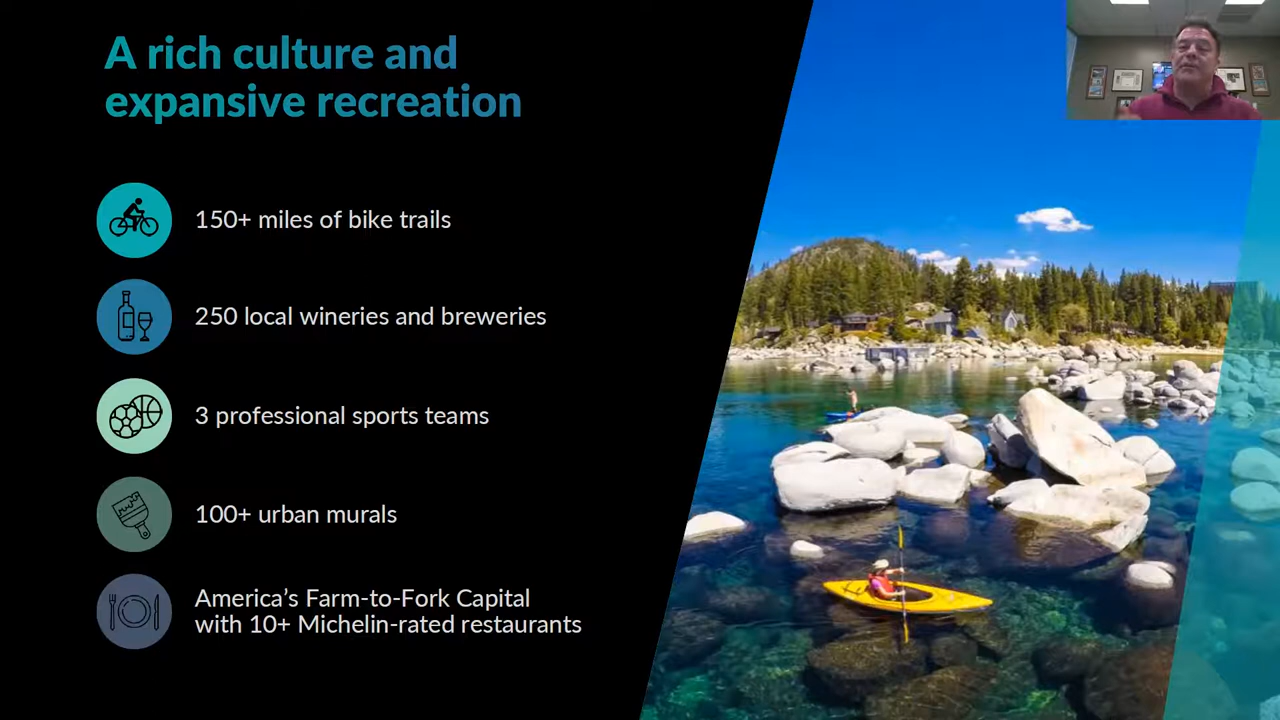 A rich culture and
expansive recreation
150+ miles of bike trails
250 local wineries and breweries
3 professional sports teams
100+ urban murals
America’s Farm-to-Fork Capital
with 10+ Michelin-rated restaurants